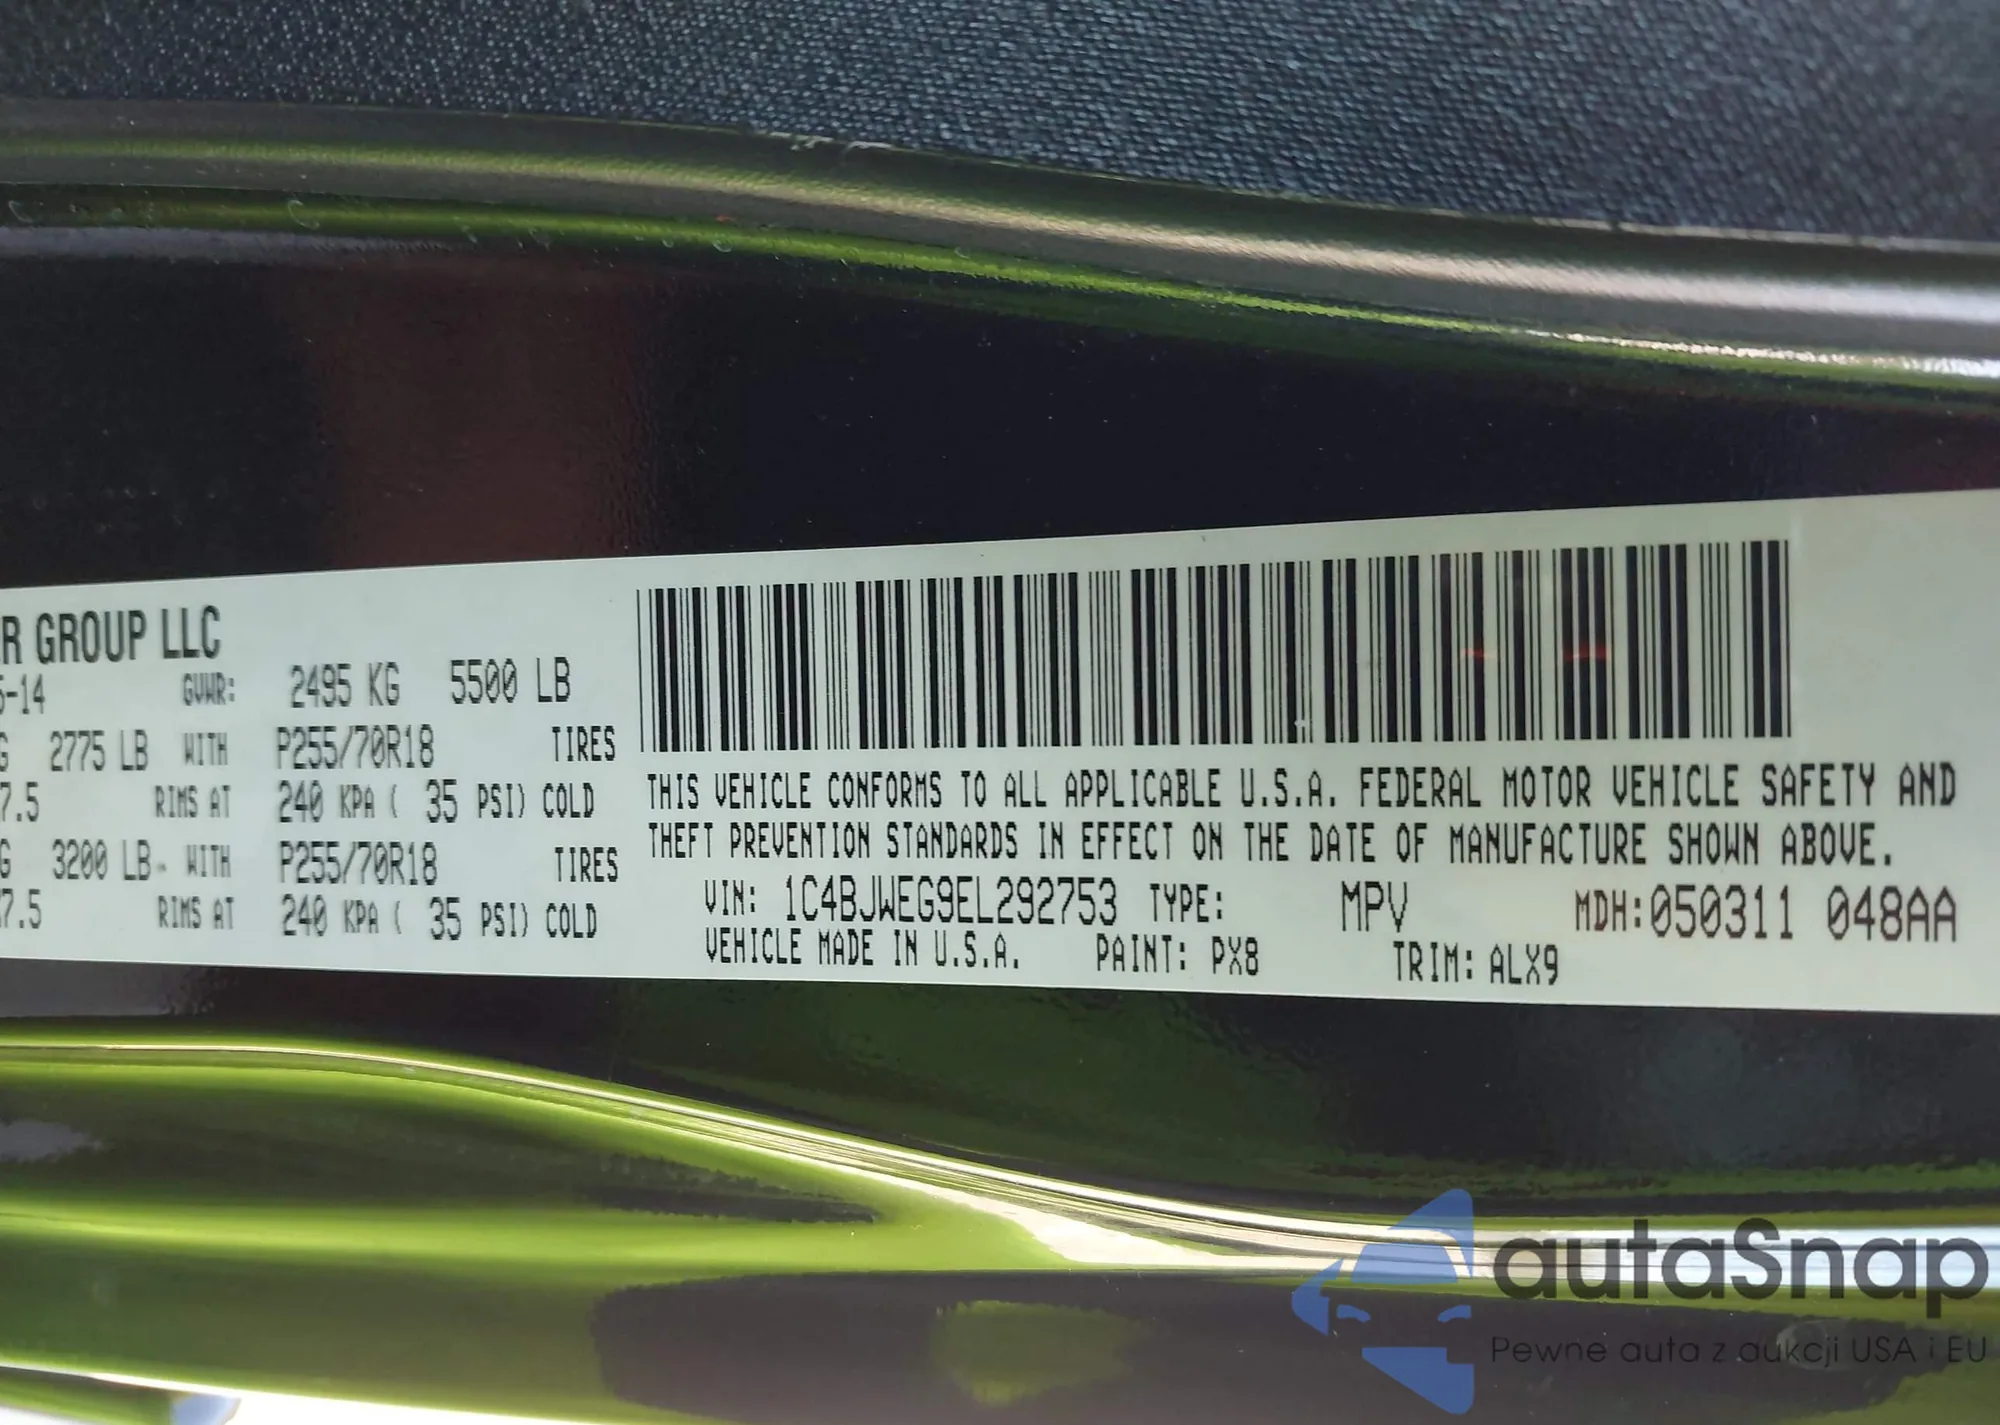 R GROUP LLC
5-14 GVWR: 2495 KG 5500 LB
G 2775 LB WITH P255/70R18 TIRES
7.5 RIMS AT 240 KPA ( 35 PSI) COLD
G 3200 LB WITH P255/70R18 TIRES
7.5 RIMS AT 240 KPA ( 35 PSI) COLD
THIS VEHICLE CONFORMS TO ALL APPLICABLE U.S.A. FEDERAL MOTOR VEHICLE SAFETY AND
THEFT PREVENTION STANDARDS IN EFFECT ON THE DATE OF MANUFACTURE SHOWN ABOVE.
VIN: 1C4BJWEG9EL292753 TYPE: MPV MDH:050311 048AA
VEHICLE MADE IN U.S.A. PAINT: PX8 TRIM: ALX9
autaSnap
Pewne auta z aukcji USA i EU